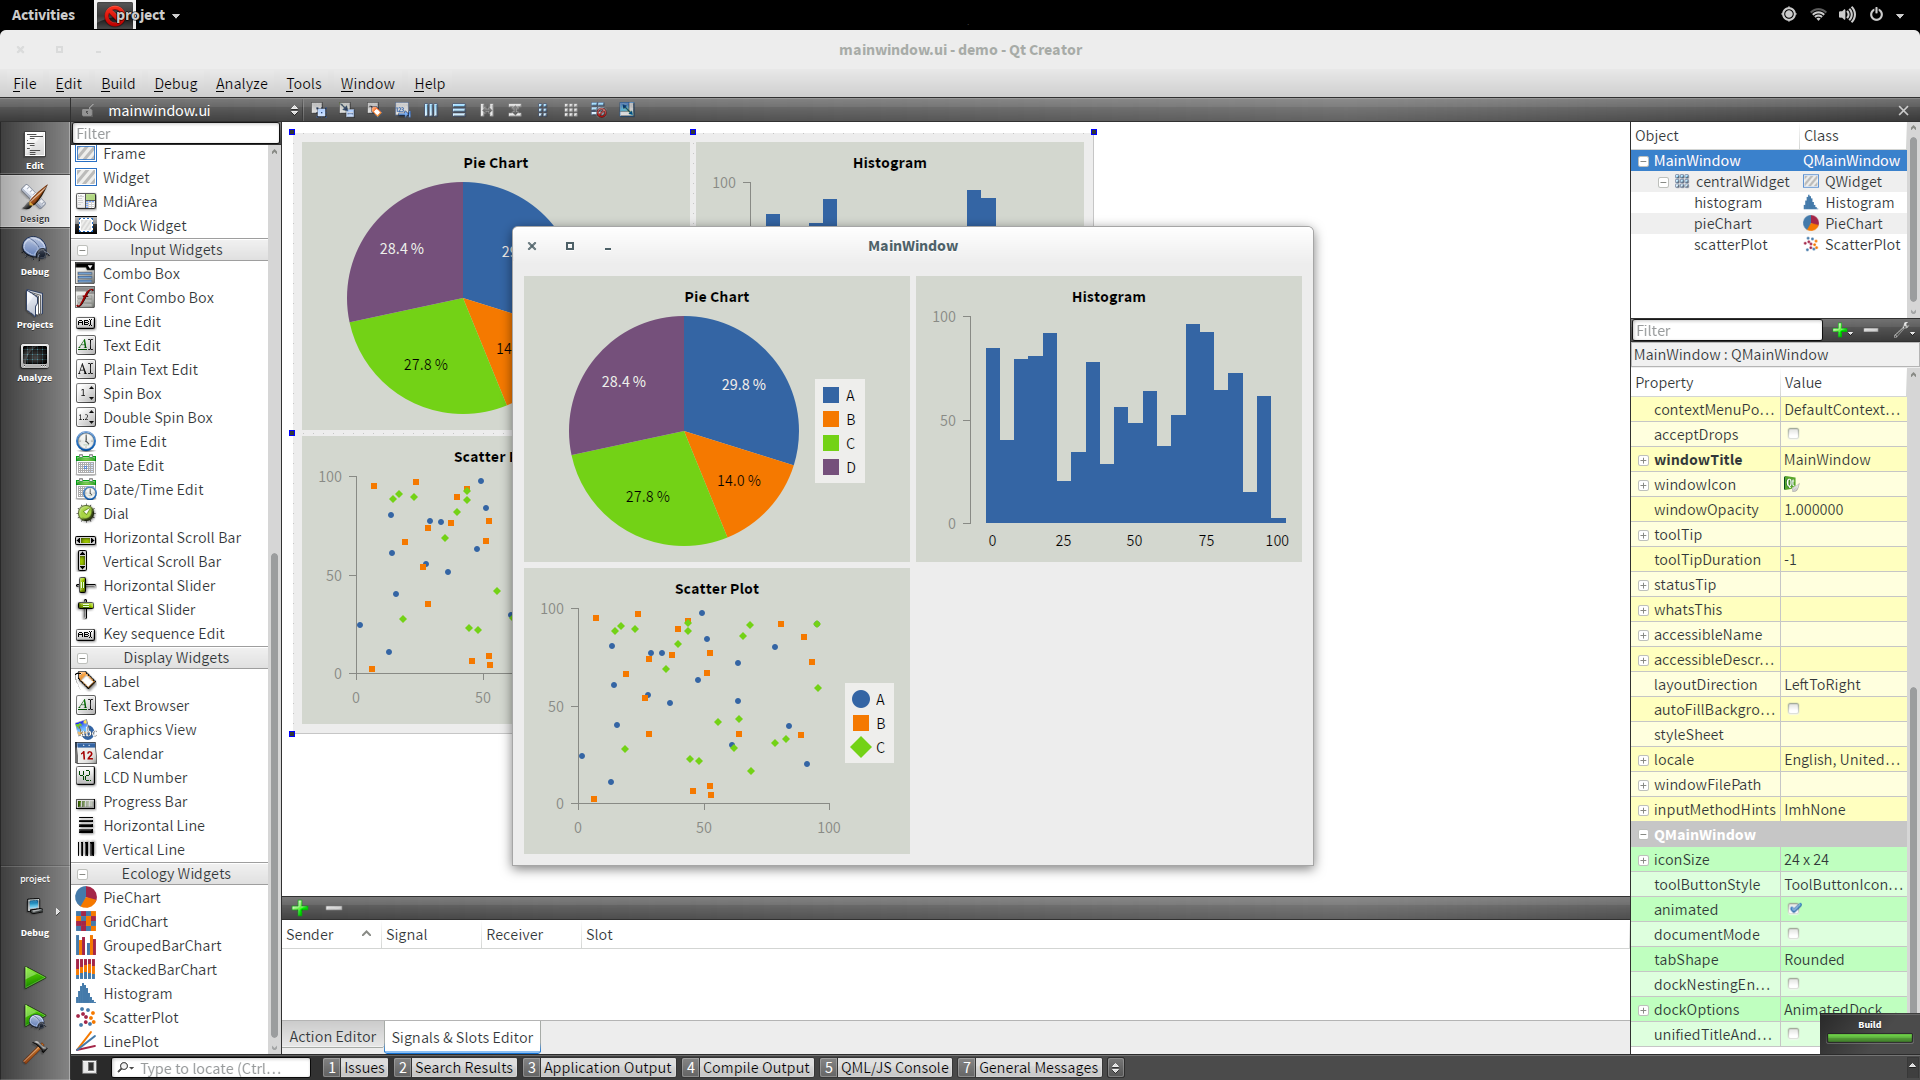 Activities
project
mainwindow.ui - demo - Qt Creator
File Edit Build Debug Analyze Tools Window Help
mainwindow.ui
Edit
Design
Debug
Projects
Analyze
project
Debug
Filter
Frame
Widget
MdiArea
Dock Widget
Input Widgets
Combo Box
Font Combo Box
Line Edit
Text Edit
Plain Text Edit
Spin Box
Double Spin Box
Time Edit
Date Edit
Date/Time Edit
Dial
Horizontal Scroll Bar
Vertical Scroll Bar
Horizontal Slider
Vertical Slider
Key sequence Edit
Display Widgets
Label
Text Browser
Graphics View
Calendar
LCD Number
Progress Bar
Horizontal Line
Vertical Line
Ecology Widgets
PieChart
GridChart
GroupedBarChart
StackedBarChart
Histogram
ScatterPlot
LinePlot
Pie Chart
28.4 %
29
14
27.8 %
Histogram
100
Scatter
100
50
0
0 50
MainWindow
Pie Chart
28.4 %
29.8 %
14.0 %
27.8 %
A
B
C
D
Histogram
100
50
0
0 25 50 75 100
Scatter Plot
100
50
0
0 50 100
A
B
C
Sender Signal Receiver Slot
Action Editor Signals & Slots Editor
Object Class
MainWindow QMainWindow
centralWidget QWidget
histogram Histogram
pieChart PieChart
scatterPlot ScatterPlot
Filter
MainWindow : QMainWindow
Property Value
contextMenuPo... DefaultContext...
acceptDrops
windowTitle MainWindow
windowIcon
windowOpacity 1.000000
toolTip
toolTipDuration -1
statusTip
whatsThis
accessibleName
accessibleDescr...
layoutDirection LeftToRight
autoFillBackgro...
styleSheet
locale English, United...
windowFilePath
inputMethodHints ImhNone
QMainWindow
iconSize 24 x 24
toolButtonStyle ToolButtonIcon...
animated
documentMode
tabShape Rounded
dockNestingEn...
dockOptions AnimatedDock
unifiedTitleAnd...
Build
Type to locate (Ctrl...
1 Issues 2 Search Results 3 Application Output 4 Compile Output 5 QML/JS Console 7 General Messages